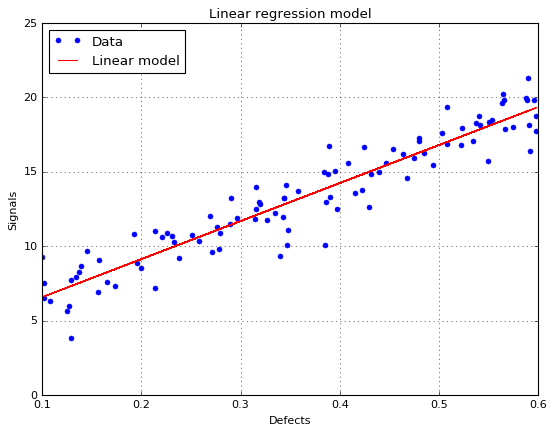 Linear regression model
25
20
15
10
5
0
Signals
Data
Linear model
0.1 0.2 0.3 0.4 0.5 0.6
Defects